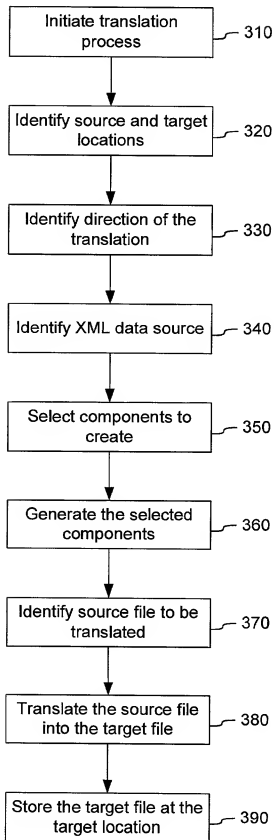 Initiate translation
process
310
Identify source and target
locations
320
Identify direction of the
translation
330
Identify XML data source
340
Select components to
create
350
Generate the selected
components
360
Identify source file to be
translated
370
Translate the source file
into the target file
380
Store the target file at the
target location
390